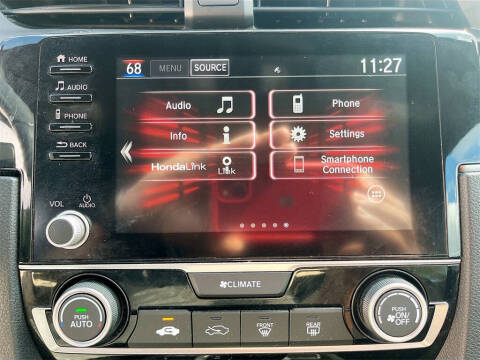 HOME
AUDIO
PHONE
BACK
VOL
AUDIO
68 MENU SOURCE 11:27
Audio
Phone
Info
Settings
HondaLink
Link
Smartphone
Connection
CLIMATE
PUSH
AUTO
FRONT
REAR
PUSH
ON/
OFF